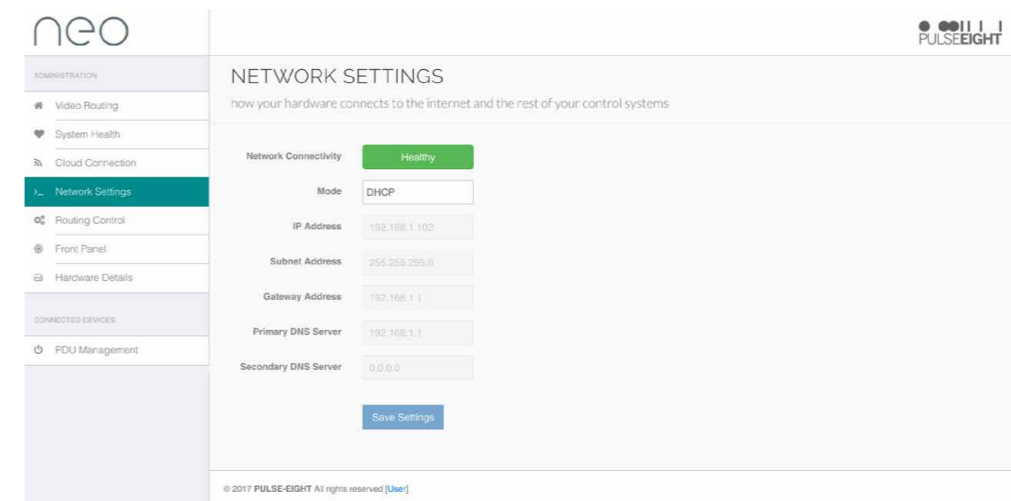 neo
PULSEEIGHT
ADMINISTRATION
Video Routing
System Health
Cloud Connection
Network Settings
Routing Control
Front Panel
Hardware Details
CONNECTED DEVICES
PDU Management
NETWORK SETTINGS
how your hardware connects to the internet and the rest of your control systems
Network Connectivity Healthy
Mode DHCP
IP Address 192.168.1.102
Subnet Address 255.255.255.0
Gateway Address 192.168.1.1
Primary DNS Server 192.168.1.1
Secondary DNS Server 0.0.0.0
Save Settings
© 2017 PULSE-EIGHT All rights reserved [User]